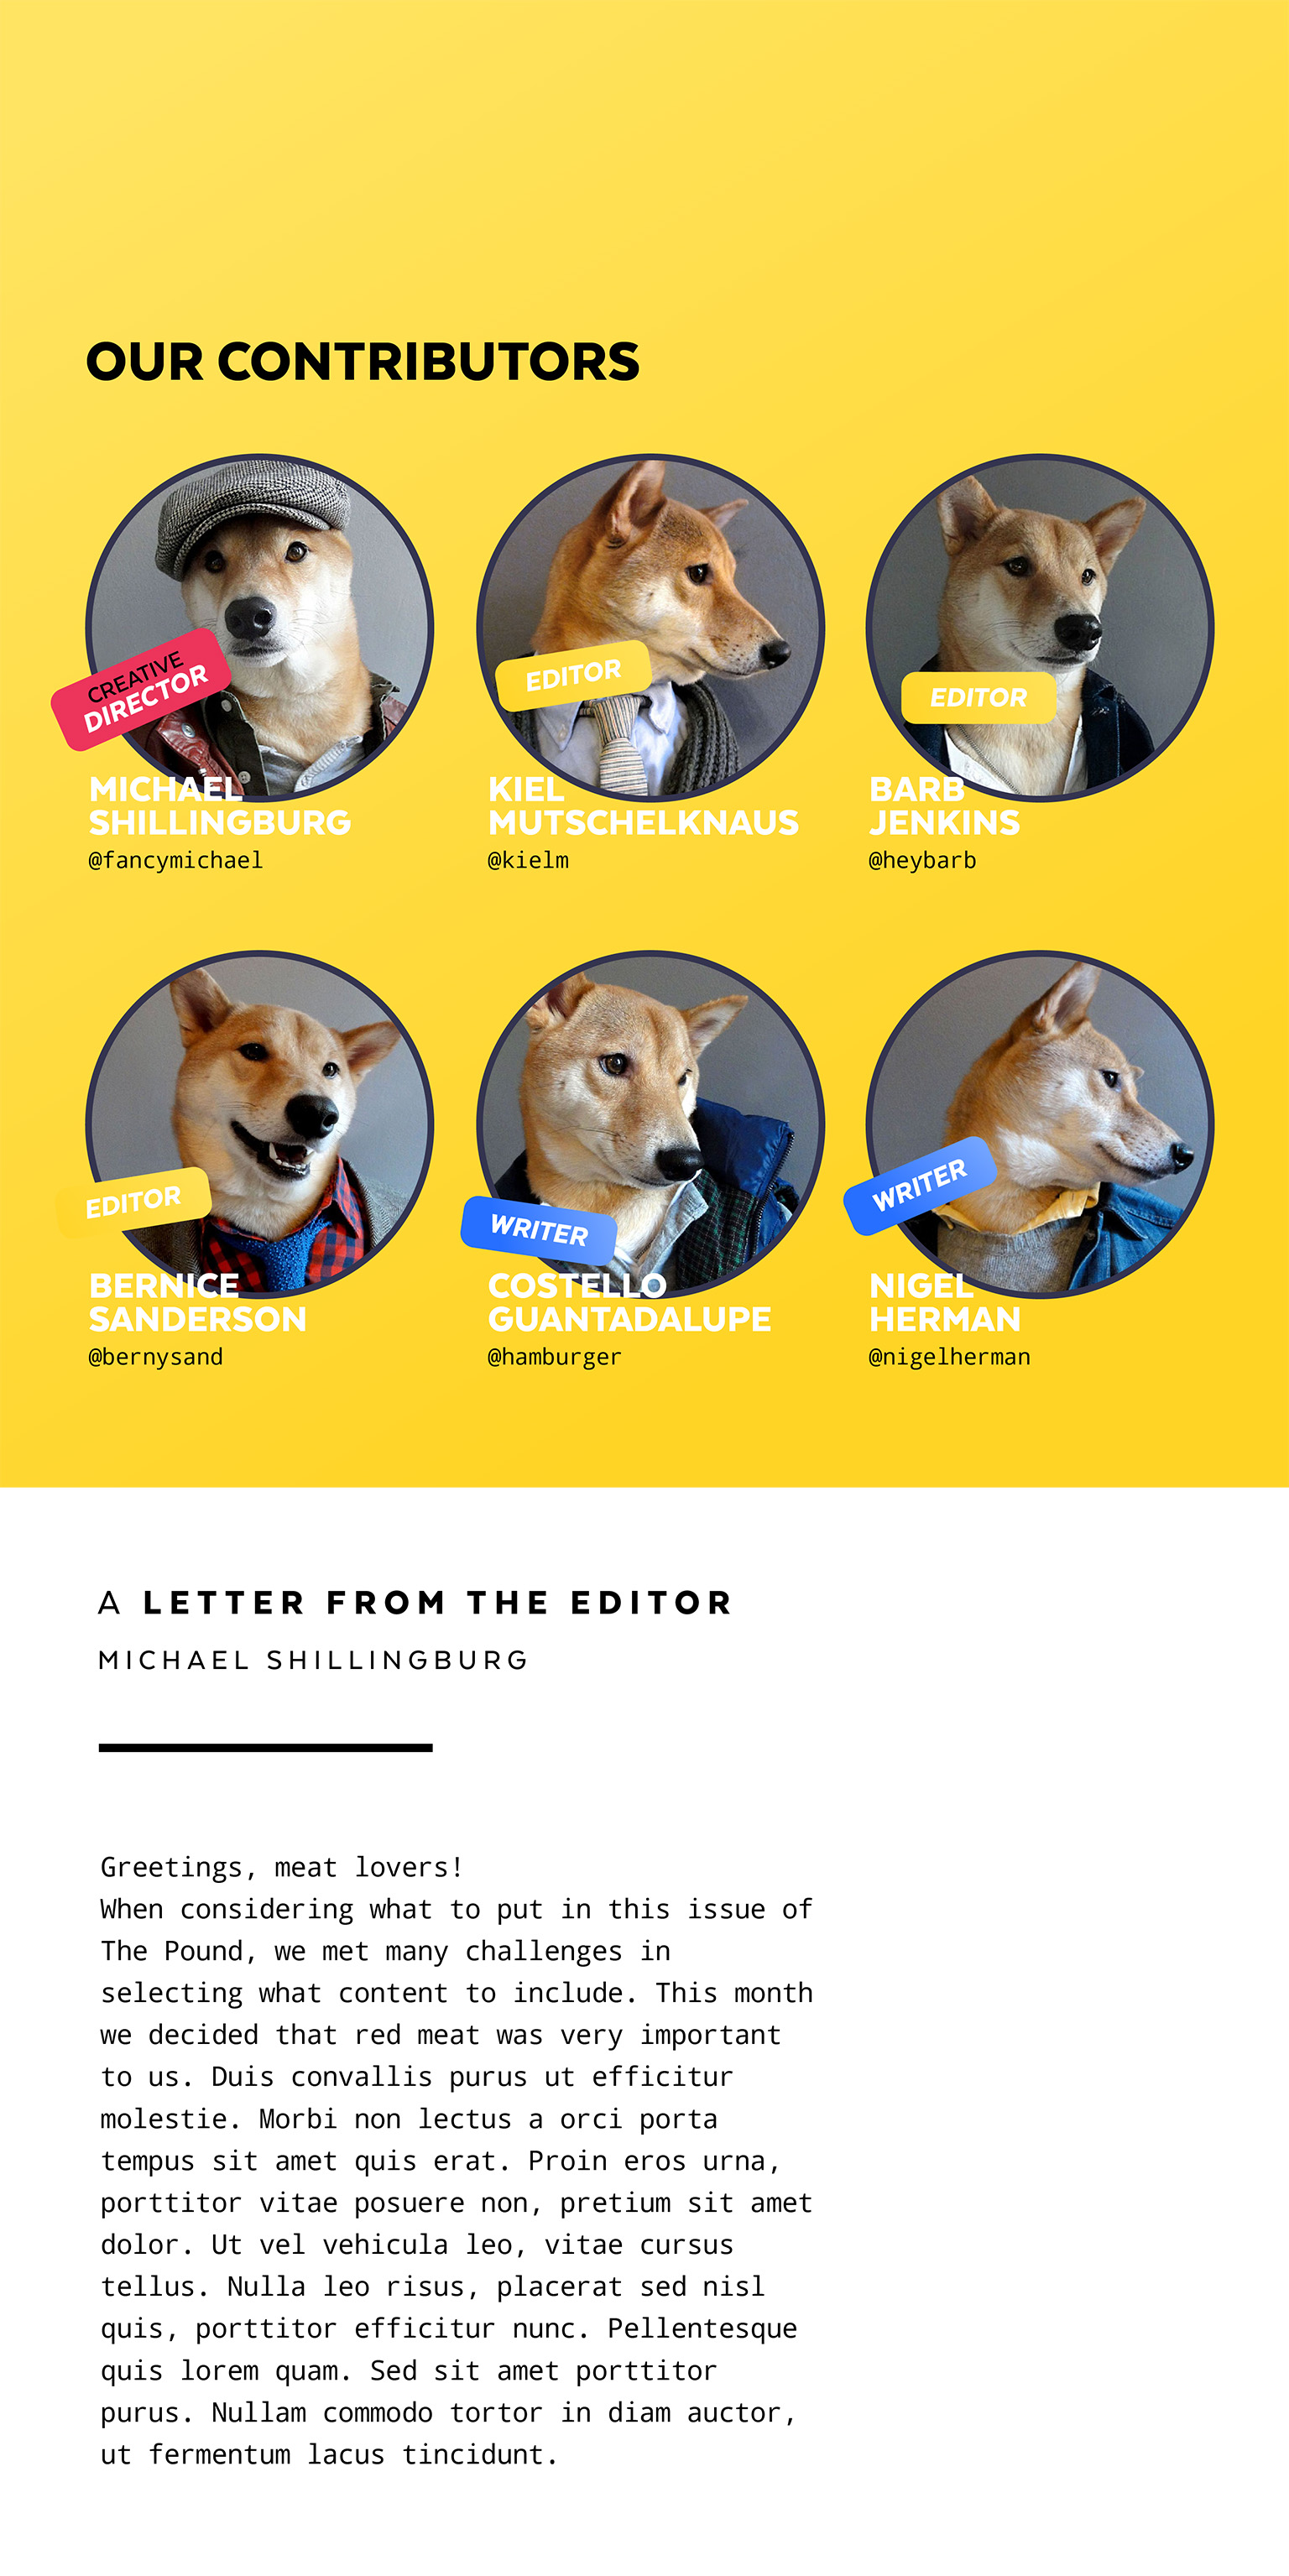 OUR CONTRIBUTORS
CREATIVE
DIRECTOR
MICHAEL
SHILLINGBURG
@fancymichael
EDITOR
KIEL
MUTSCHELKNAUS
@kielm
EDITOR
BARB
JENKINS
@heybarb
EDITOR
BERNICE
SANDERSON
@bernysand
WRITER
COSTELLO
GUANTADALUPE
@hamburger
WRITER
NIGEL
HERMAN
@nigelherman
A LETTER FROM THE EDITOR
MICHAEL SHILLINGBURG
Greetings, meat lovers!
When considering what to put in this issue of
The Pound, we met many challenges in
selecting what content to include. This month
we decided that red meat was very important
to us. Duis convallis purus ut efficitur
molestie. Morbi non lectus a orci porta
tempus sit amet quis erat. Proin eros urna,
porttitor vitae posuere non, pretium sit amet
dolor. Ut vel vehicula leo, vitae cursus
tellus. Nulla leo risus, placerat sed nisl
quis, porttitor efficitur nunc. Pellentesque
quis lorem quam. Sed sit amet porttitor
purus. Nullam commodo tortor in diam auctor,
ut fermentum lacus tincidunt.